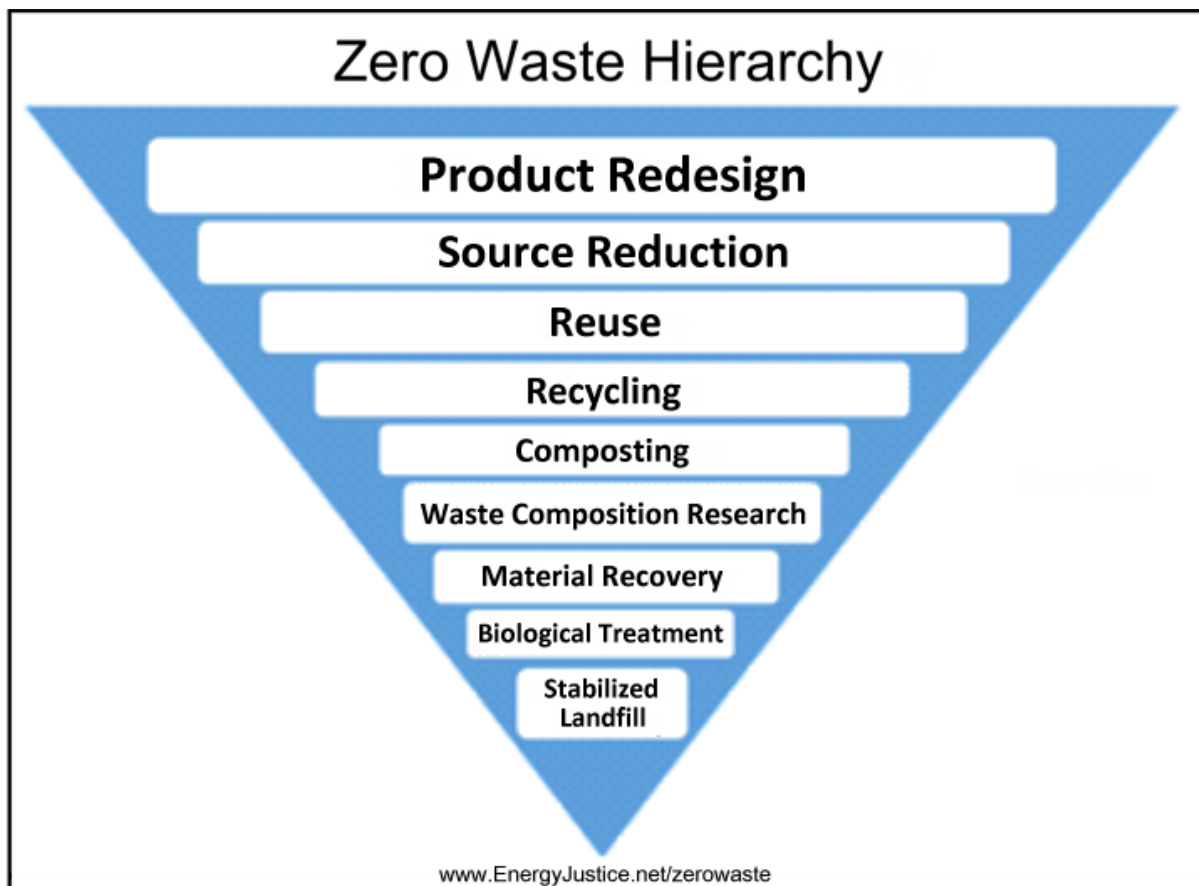 Zero Waste Hierarchy
Product Redesign
Source Reduction
Reuse
Recycling
Composting
Waste Composition Research
Material Recovery
Biological Treatment
Stabilized
Landfill
www.EnergyJustice.net/zerowaste